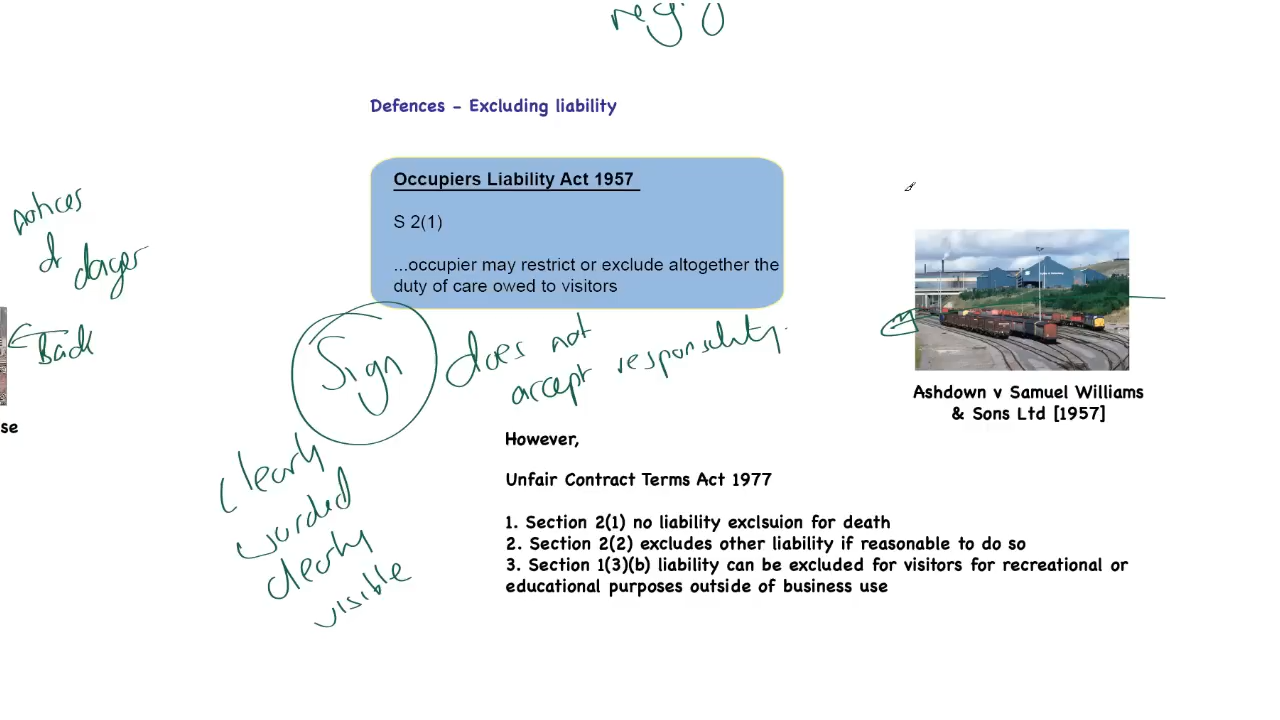 Defences - Excluding liability
Occupiers Liability Act 1957
S 2(1)
...occupier may restrict or exclude altogether the
duty of care owed to visitors
notices
danger
Back
se
Sign
does not
accept responsibility.
clearly
worded
clearly
visible
Ashdown v Samuel Williams
& Sons Ltd [1957]
However,
Unfair Contract Terms Act 1977
1. Section 2(1) no liability exclsuion for death
2. Section 2(2) excludes other liability if reasonable to do so
3. Section 1(3)(b) liability can be excluded for visitors for recreational or
educational purposes outside of business use